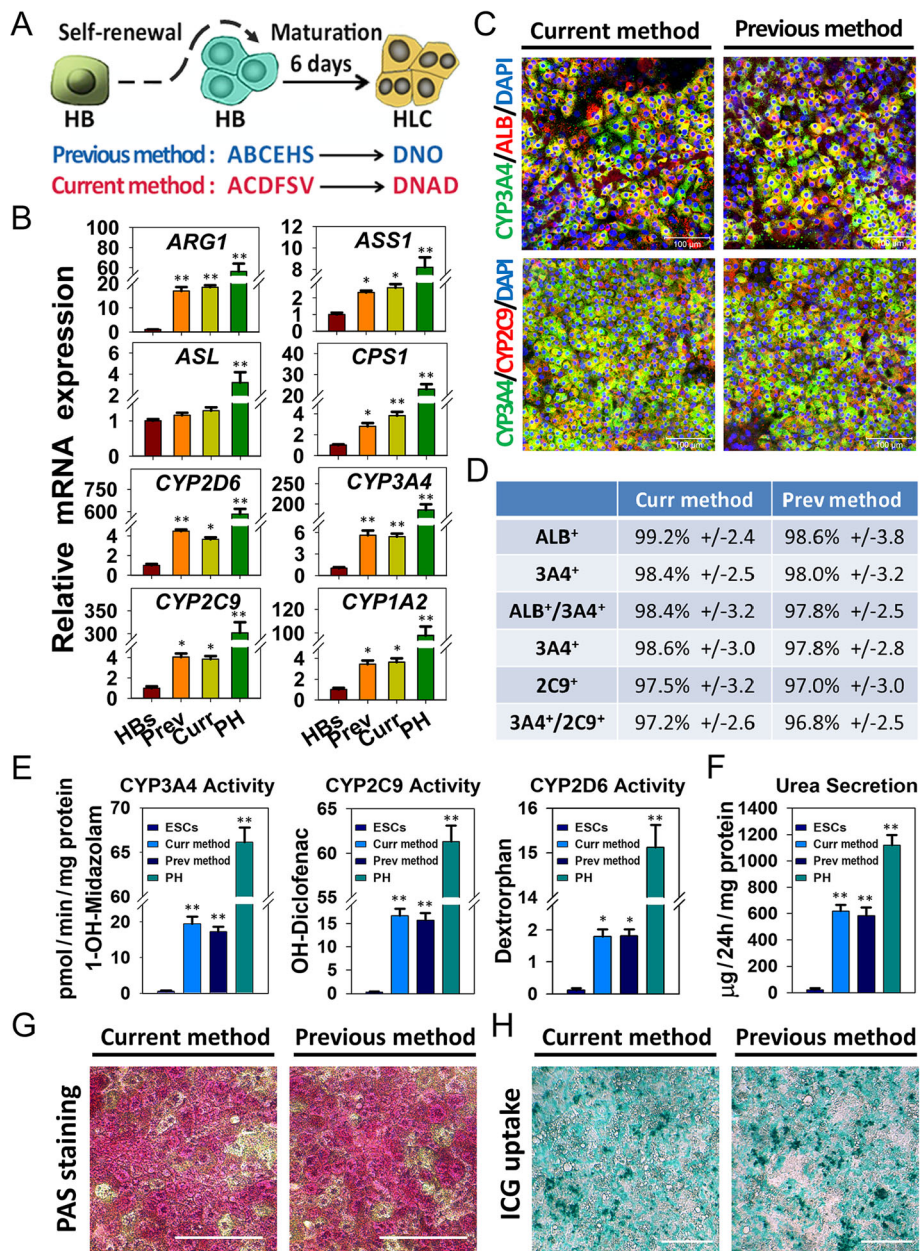 A
Self-renewal
Maturation
6 days
HB
HB
HLC
Previous method : ABCEHS DNO
Current method : ACDFSV DNAD
B
Relative mRNA expression
ARG1
100
80
60
40
20
10
0
**
**
**
ASS1
12
10
8
6
4
2
0
*
*
**
ASL
6
4
2
1
0
**
CPS1
30
20
10
6
4
2
0
*
**
**
CYP2D6
750
600
6
4
2
0
**
*
**
CYP3A4
250
200
150
6
3
0
**
**
**
CYP2C9
350
300
4
2
0
*
*
**
CYP1A2
120
100
4
2
0
*
*
**
HBs
Prev
Curr
PH
HBs
Prev
Curr
PH
C
Current method
Previous method
CYP3A4/ALB/DAPI
100 µm
100 µm
CYP3A4/CYP2C9/DAPI
100 µm
100 µm
D
Curr method Prev method
ALB⁺ 99.2% +/-2.4 98.6% +/-3.8
3A4⁺ 98.4% +/-2.5 98.0% +/-3.2
ALB⁺/3A4⁺ 98.4% +/-3.2 97.8% +/-2.5
3A4⁺ 98.6% +/-3.0 97.8% +/-2.8
2C9⁺ 97.5% +/-3.2 97.0% +/-3.0
3A4⁺/2C9⁺ 97.2% +/-2.6 96.8% +/-2.5
E
pmol/min/mg protein
CYP3A4 Activity
1-OH-Midazolam
70
65
60
30
20
10
0
ESCs
Curr method
Prev method
PH
**
**
**
CYP2C9 Activity
OH-Diclofenac
65
60
55
20
15
10
5
0
ESCs
Curr method
Prev method
PH
**
**
**
CYP2D6 Activity
Dextrorphan
16
15
14
2
1
0
ESCs
Curr method
Prev method
PH
*
*
**
F
Urea Secretion
µg/24h/mg protein
1400
1200
1000
800
600
400
200
0
ESCs
Curr method
Prev method
PH
**
**
**
G
Current method
Previous method
PAS staining
H
Current method
Previous method
ICG uptake